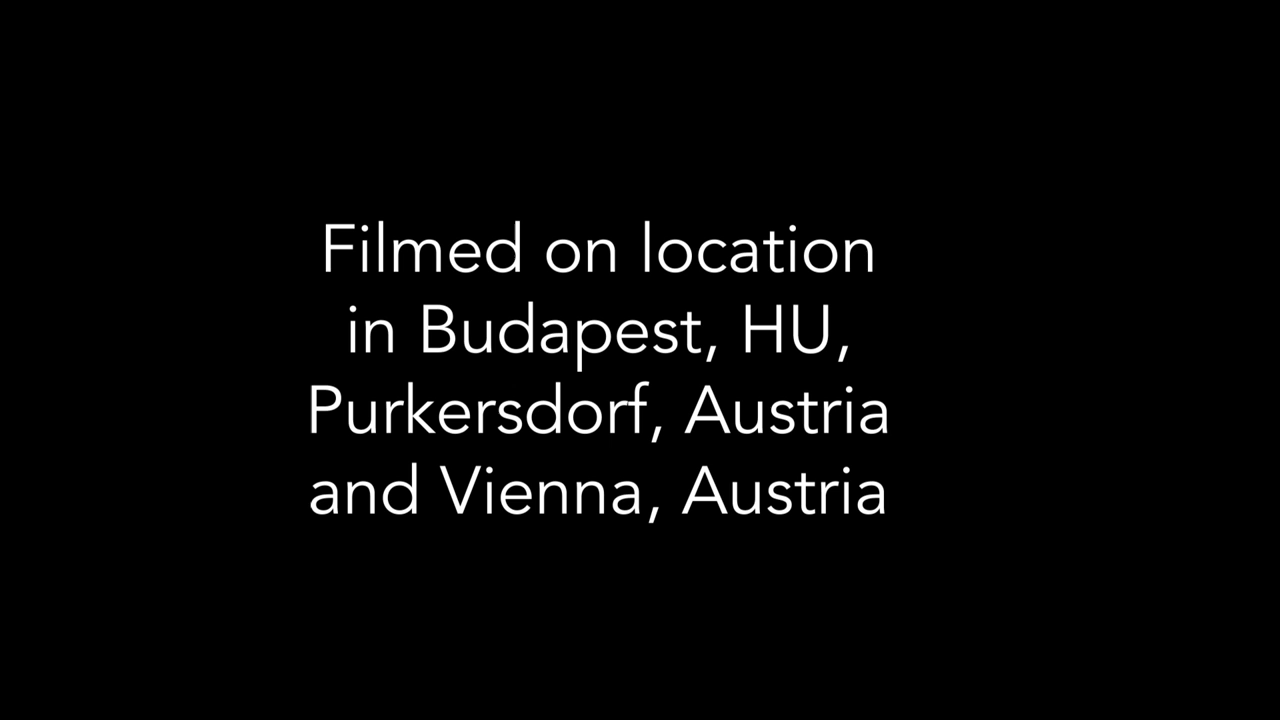 Filmed on location
in Budapest, HU,
Purkersdorf, Austria
and Vienna, Austria